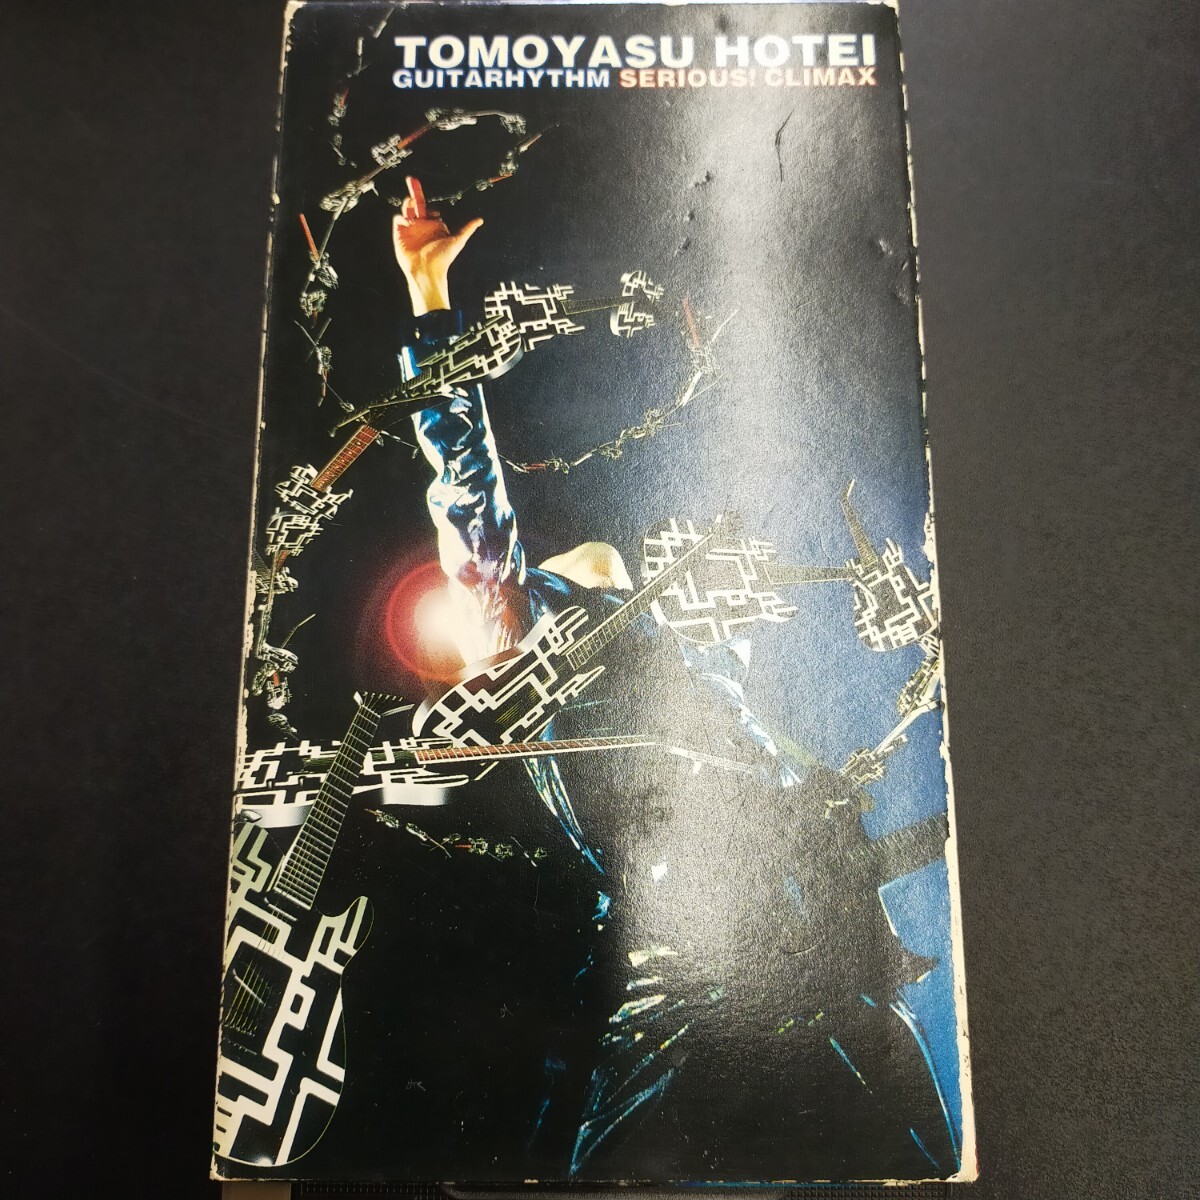 TOMOYASU HOTEI
GUITARHYTHM SERIOUS! CLIMAX